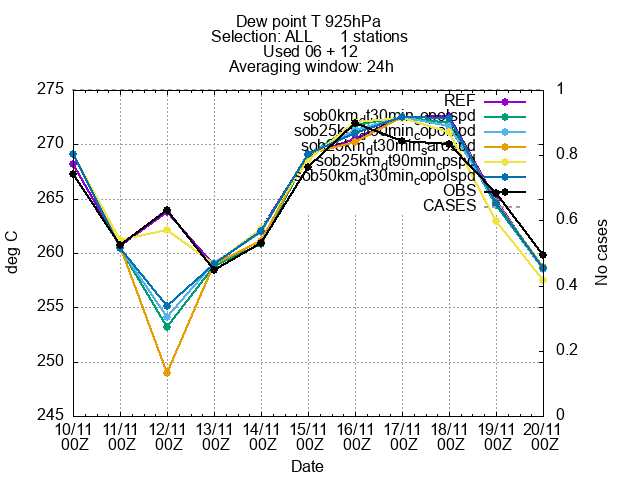 Dew point T 925hPa
Selection: ALL 1 stations
Used 06 + 12
Averaging window: 24h
275
270
265
260
255
250
245
deg C
1
0.8
0.6
0.4
0.2
0
No cases
REF
OBS
CASES
10/11 11/11 12/11 13/11 14/11 15/11 16/11 17/11 18/11 19/11 20/11
00Z 00Z 00Z 00Z 00Z 00Z 00Z 00Z 00Z 00Z 00Z
Date